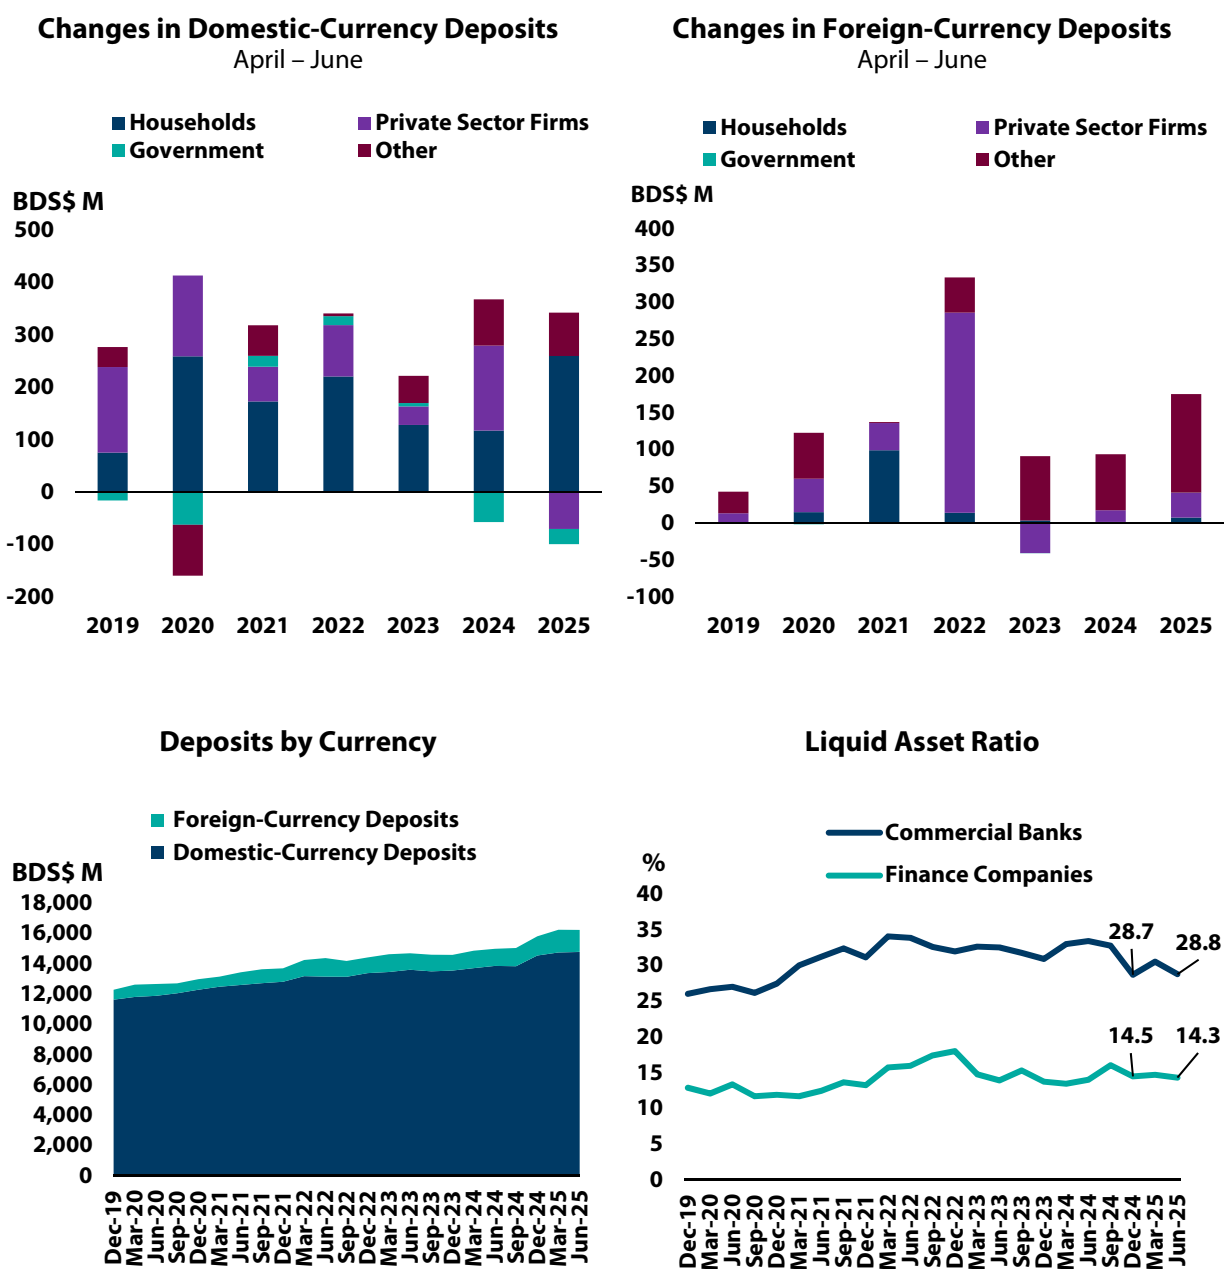 Changes in Domestic-Currency Deposits
April – June
Households
Private Sector Firms
Government
Other
BDS$ M
500
400
300
200
100
0
-100
-200
2019 2020 2021 2022 2023 2024 2025
Changes in Foreign-Currency Deposits
April – June
Households
Private Sector Firms
Government
Other
BDS$ M
400
350
300
250
200
150
100
50
0
-50
-100
2019 2020 2021 2022 2023 2024 2025
Deposits by Currency
Foreign-Currency Deposits
Domestic-Currency Deposits
BDS$ M
18,000
16,000
14,000
12,000
10,000
8,000
6,000
4,000
2,000
0
Dec-19
Mar-20
Jun-20
Sep-20
Dec-20
Mar-21
Jun-21
Sep-21
Dec-21
Mar-22
Jun-22
Sep-22
Dec-22
Mar-23
Jun-23
Sep-23
Dec-23
Mar-24
Jun-24
Sep-24
Dec-24
Mar-25
Jun-25
Liquid Asset Ratio
Commercial Banks
Finance Companies
%
40
35
30
25
20
15
10
5
0
28.7
28.8
14.5
14.3
Dec-19
Mar-20
Jun-20
Sep-20
Dec-20
Mar-21
Jun-21
Sep-21
Dec-21
Mar-22
Jun-22
Sep-22
Dec-22
Mar-23
Jun-23
Sep-23
Dec-23
Mar-24
Jun-24
Sep-24
Dec-24
Mar-25
Jun-25